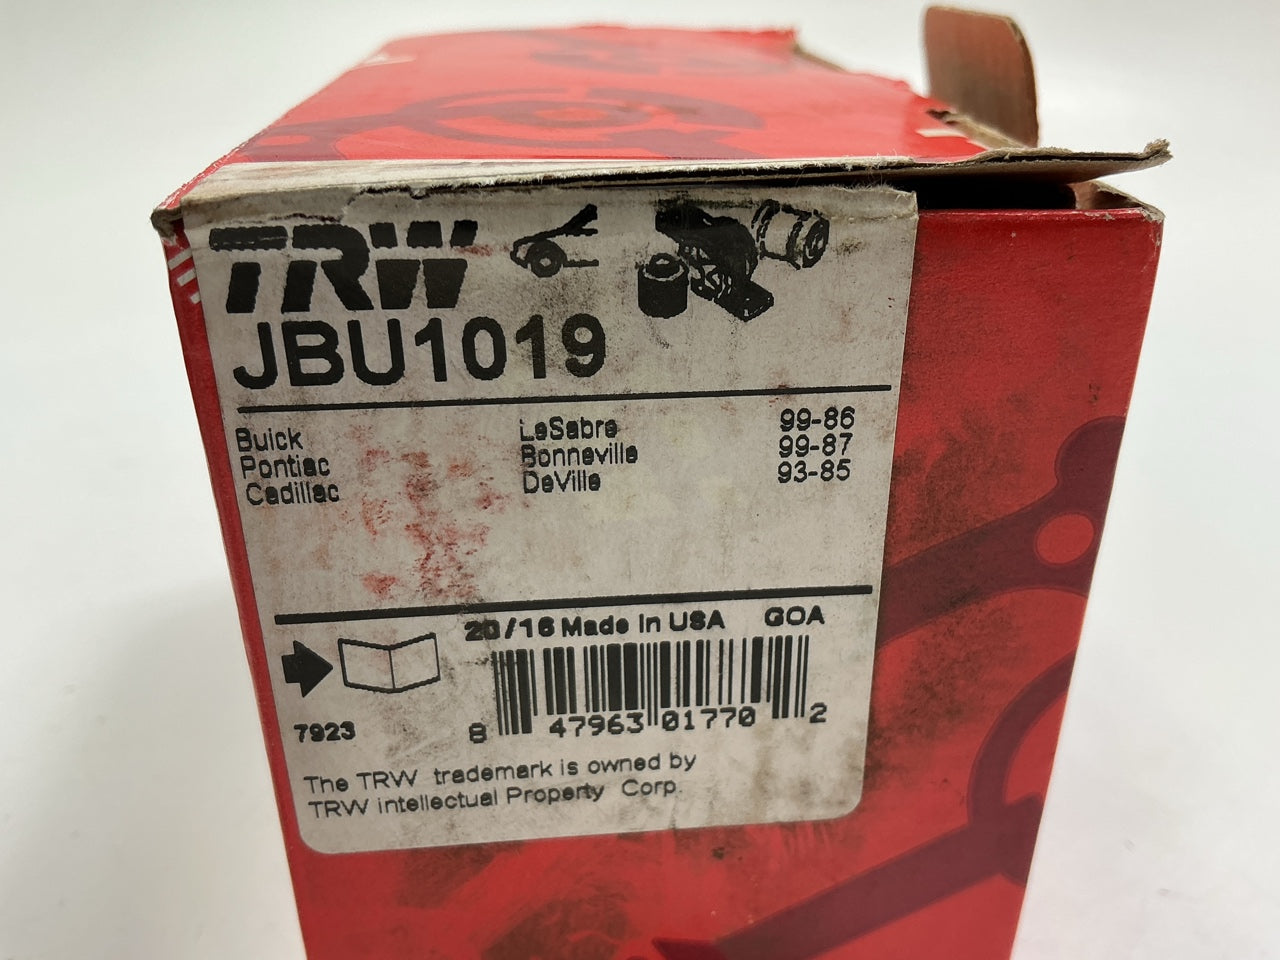 TRW
JBU1019
Buick LeSabre 99-86
Pontiac Bonneville 99-87
Cadillac DeVille 93-85
20/16 Made in USA GOA
7923
8 47963 01770 2
The TRW trademark is owned by
TRW intellectual Property Corp.